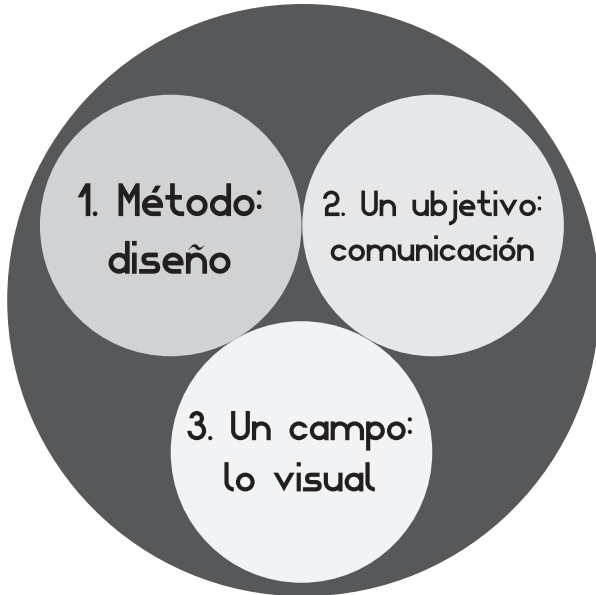 1. Método:
diseño
2. Un ubjetivo:
comunicación
3. Un campo:
lo visual